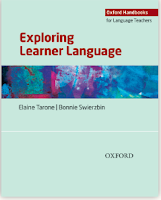 Oxford Handbooks
for Language Teachers
Exploring
Learner Language
Elaine Tarone | Bonnie Swierzbin
OXFORD